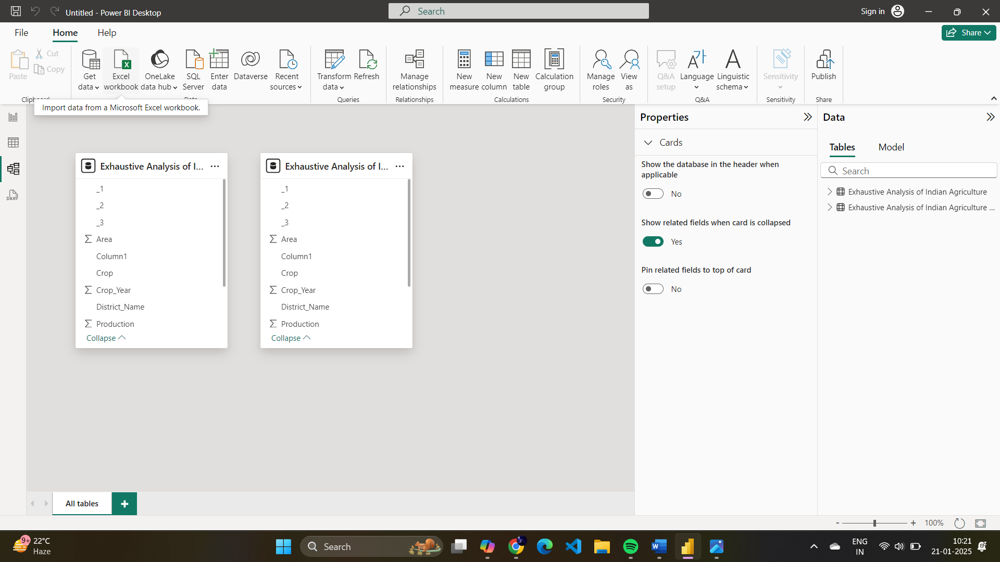 Untitled - Power BI Desktop
Search
Sign in
File
Home
Help
Share
Paste
Cut
Copy
Get data
Excel workbook
OneLake data hub
SQL Server
Enter data
Dataverse
Recent sources
Transform data
Refresh
Manage relationships
New measure
New column
New table
Calculation group
Manage roles
View as
Q&A setup
Language
Linguistic schema
Sensitivity
Publish
Queries
Relationships
Calculations
Security
Q&A
Sensitivity
Share
Import data from a Microsoft Excel workbook.
Exhaustive Analysis of I...
_1
_2
_3
Area
Column1
Crop
Crop_Year
District_Name
Production
Collapse
Exhaustive Analysis of I...
_1
_2
_3
Area
Column1
Crop
Crop_Year
District_Name
Production
Collapse
Properties
Cards
Show the database in the header when
applicable
No
Show related fields when card is collapsed
Yes
Pin related fields to top of card
No
Data
Tables
Model
Search
Exhaustive Analysis of Indian Agriculture
Exhaustive Analysis of Indian Agriculture ...
All tables
100%
9+
22°C
Haze
Search
ENG
IN
10:21
21-01-2025